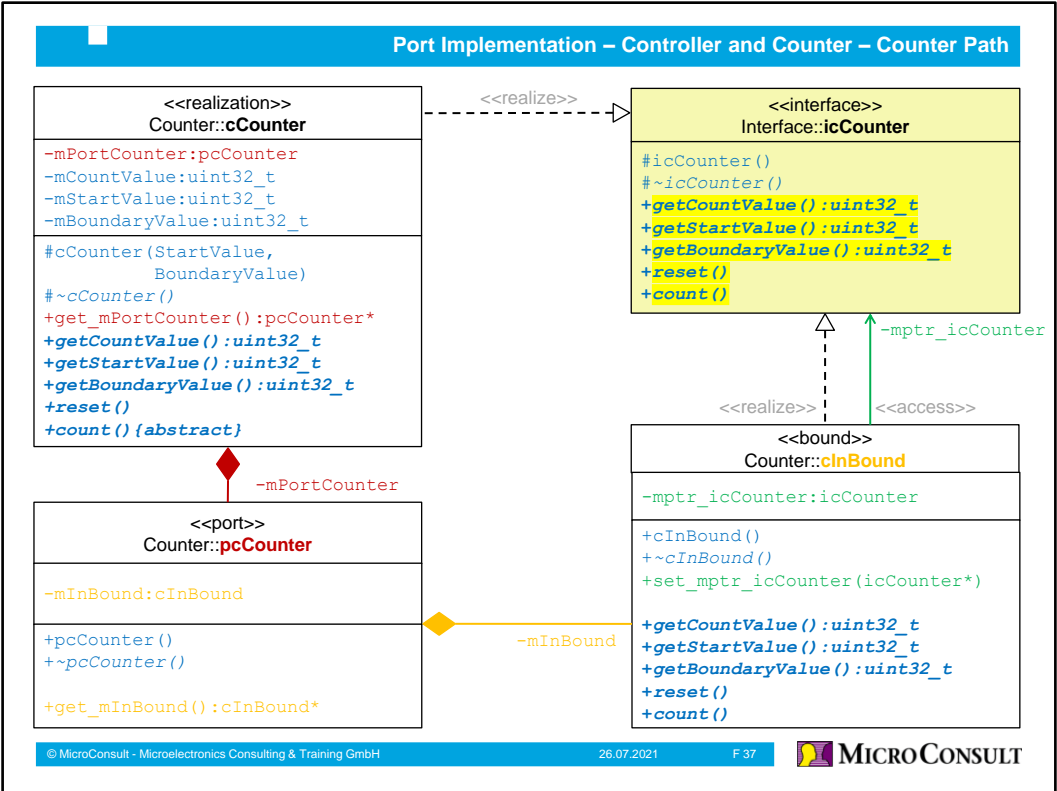 Port Implementation – Controller and Counter – Counter Path
<<realization>>
Counter::cCounter
-mPortCounter:pcCounter
-mCountValue:uint32_t
-mStartValue:uint32_t
-mBoundaryValue:uint32_t
#cCounter(StartValue,
BoundaryValue)
#~cCounter()
+get_mPortCounter():pcCounter*
+getCountValue():uint32_t
+getStartValue():uint32_t
+getBoundaryValue():uint32_t
+reset()
+count(){abstract}
<<realize>>
<<interface>>
Interface::icCounter
#icCounter()
#~icCounter()
+getCountValue():uint32_t
+getStartValue():uint32_t
+getBoundaryValue():uint32_t
+reset()
+count()
-mptr_icCounter
<<realize>>
<<access>>
-mPortCounter
<<port>>
Counter::pcCounter
-mInBound:cInBound
+pcCounter()
+~pcCounter()
+get_mInBound():cInBound*
-mInBound
<<bound>>
Counter::cInBound
-mptr_icCounter:icCounter
+cInBound()
+~cInBound()
+set_mptr_icCounter(icCounter*)
+getCountValue():uint32_t
+getStartValue():uint32_t
+getBoundaryValue():uint32_t
+reset()
+count()
© MicroConsult - Microelectronics Consulting & Training GmbH
26.07.2021
F 37
MICROCONSULT